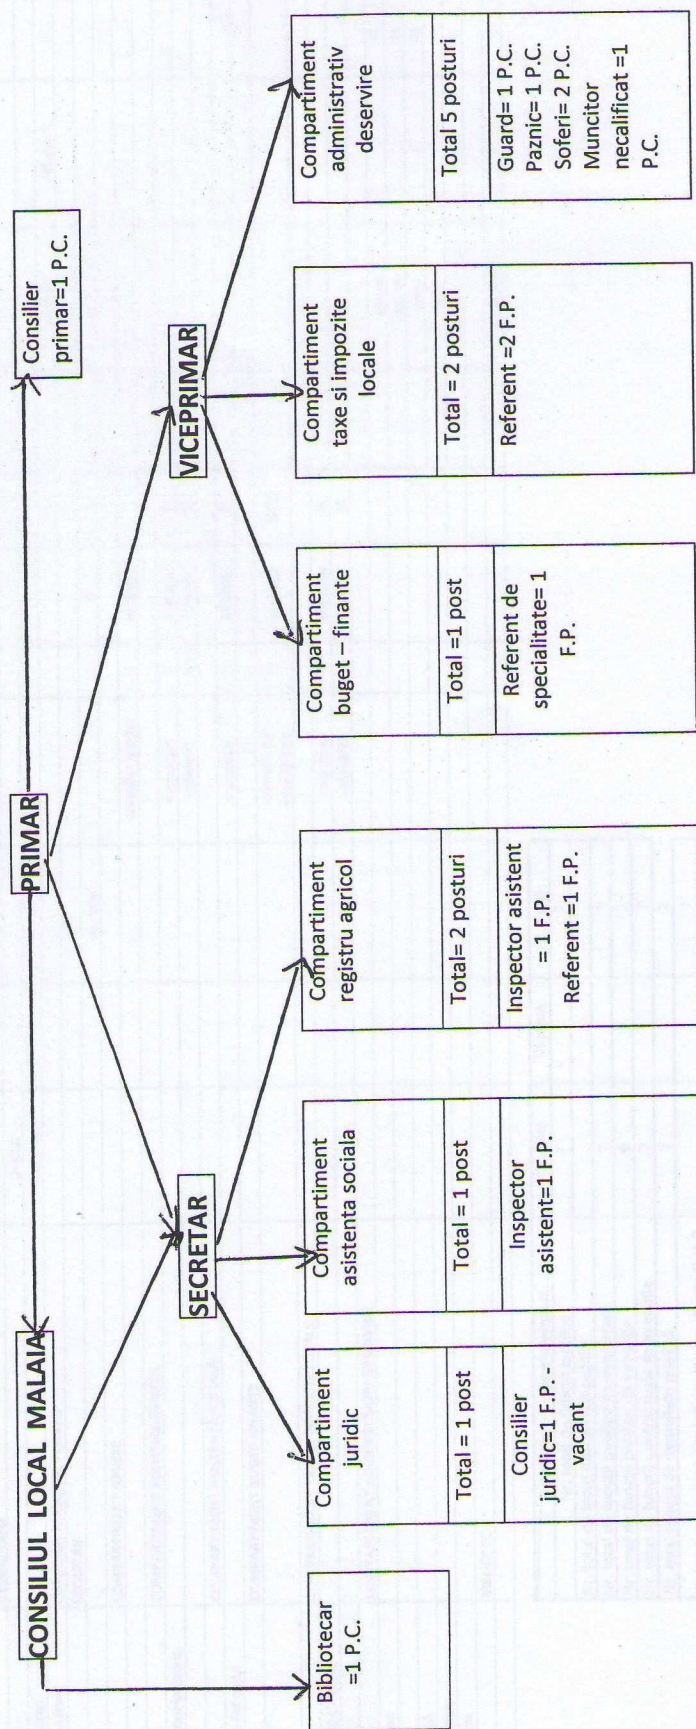 PRIMAR
CONSILIUL LOCAL MALAIA
Consilier
primar=1 P.C.
SECRETAR
VICEPRIMAR
Bibliotecar
=1 P.C.
Compartiment
juridic
Total = 1 post
Consilier
juridic=1 F.P. -
vacant
Compartiment
asistenta sociala
Total = 1 post
Inspector
asistent=1 F.P.
Compartiment
registru agricol
Total= 2 posturi
Inspector asistent
= 1 F.P.
Referent =1 F.P.
Compartiment
buget – finante
Total =1 post
Referent de
specialitate= 1
F.P.
Compartiment
taxe si impozite
locale
Total = 2 posturi
Referent =2 F.P.
Compartiment
administrativ
deservire
Total 5 posturi
Guard= 1 P.C.
Paznic= 1 P.C.
Soferi= 2 P.C.
Muncitor
necalificat =1
P.C.